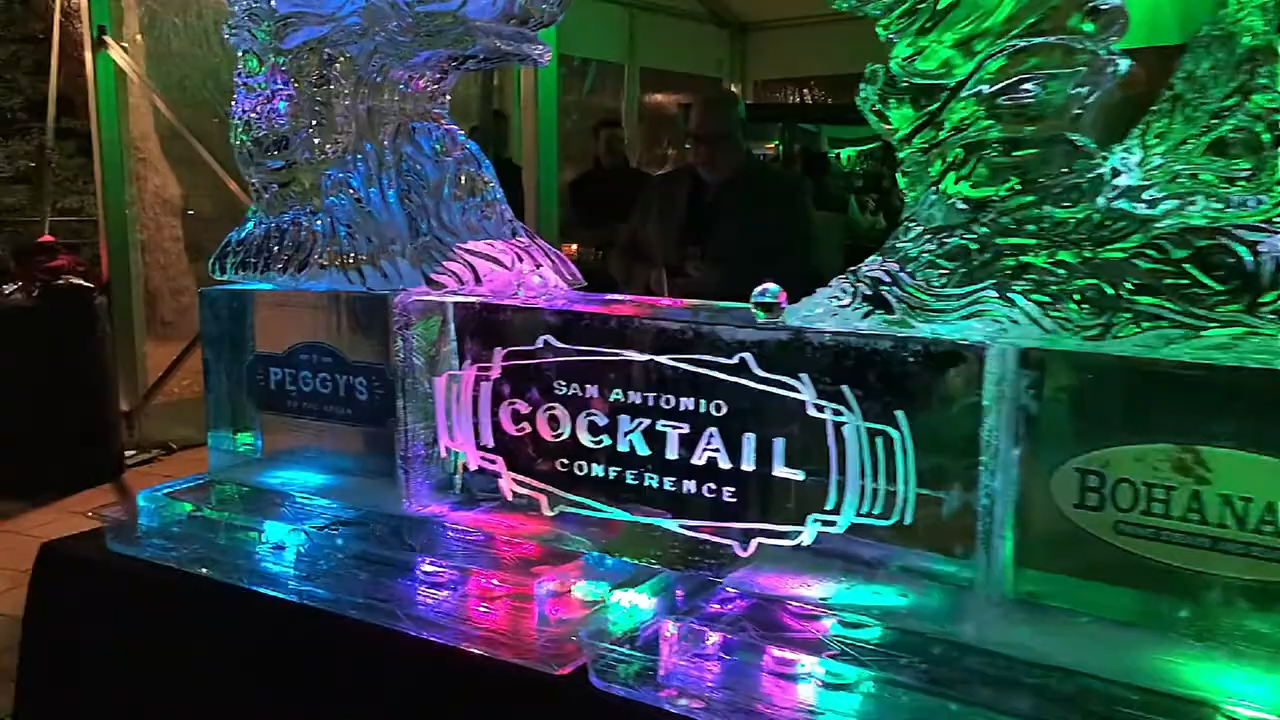 PEGGY'S
SAN ANTONIO
COCKTAIL
CONFERENCE
BOHANA